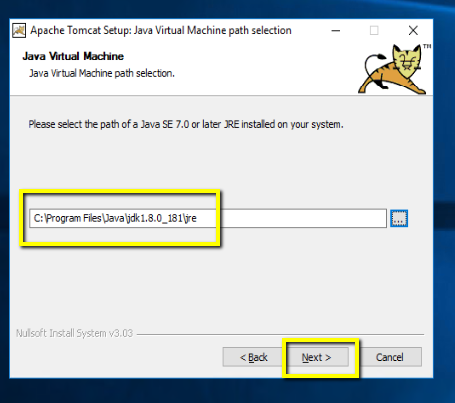 Apache Tomcat Setup: Java Virtual Machine path selection
Java Virtual Machine
Java Virtual Machine path selection.
TM
Please select the path of a Java SE 7.0 or later JRE installed on your system.
C:\Program Files\Java\jdk1.8.0_181\jre
...
Nullsoft Install System v3.03
< Back Next > Cancel